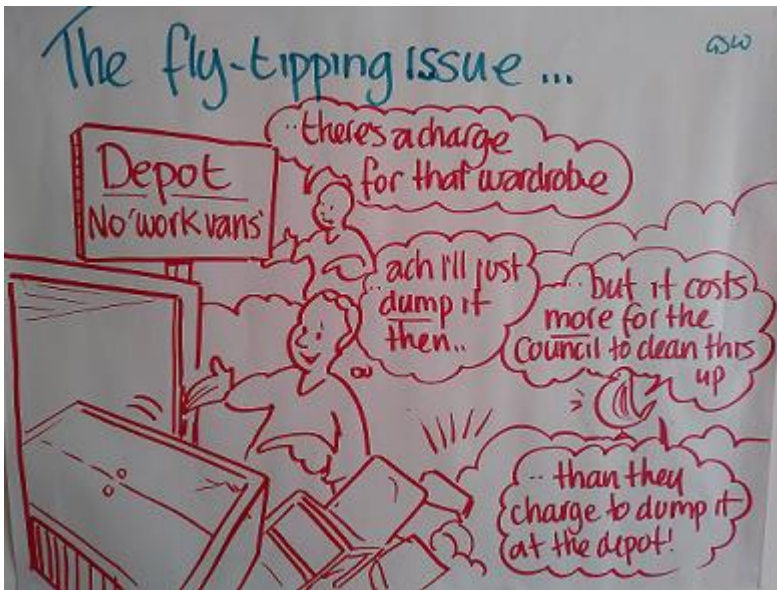 The fly-tipping issue...
GSW
Depot
No 'work vans'
..there's a charge
for that wardrobe
..ach I'll just
dump it
then..
...but it costs
more for the
Council to clean this
up
..than they
charge to dump it
at the depot!